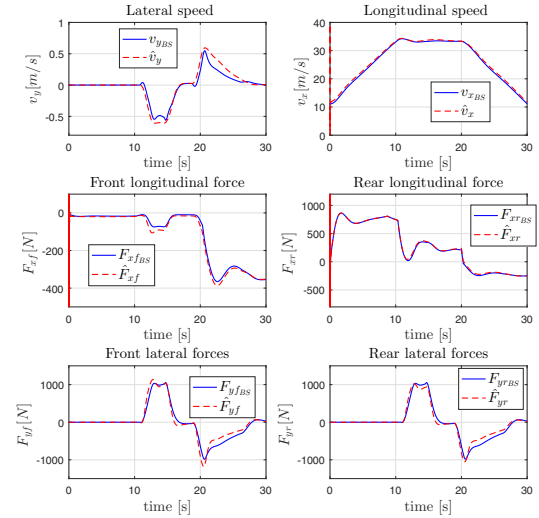 Lateral speed
v_y [m/s]
0.5
0
-0.5
v_{y_{BS}}
v̂_y
0 10 20 30
time [s]
Longitudinal speed
v_x [m/s]
40
30
20
10
0
v_{x_{BS}}
v̂_x
0 10 20 30
time [s]
Front longitudinal force
F_{xf} [N]
0
-200
-400
F_{xf_{BS}}
F̂_{xf}
0 10 20 30
time [s]
Rear longitudinal force
F_{xr} [N]
1000
500
0
-500
F_{xr_{BS}}
F̂_{xr}
0 10 20 30
time [s]
Front lateral forces
F_{yf} [N]
1000
0
-1000
F_{yf_{BS}}
F̂_{yf}
0 10 20 30
time [s]
Rear lateral forces
F_{yr} [N]
1000
0
-1000
F_{yr_{BS}}
F̂_{yr}
0 10 20 30
time [s]